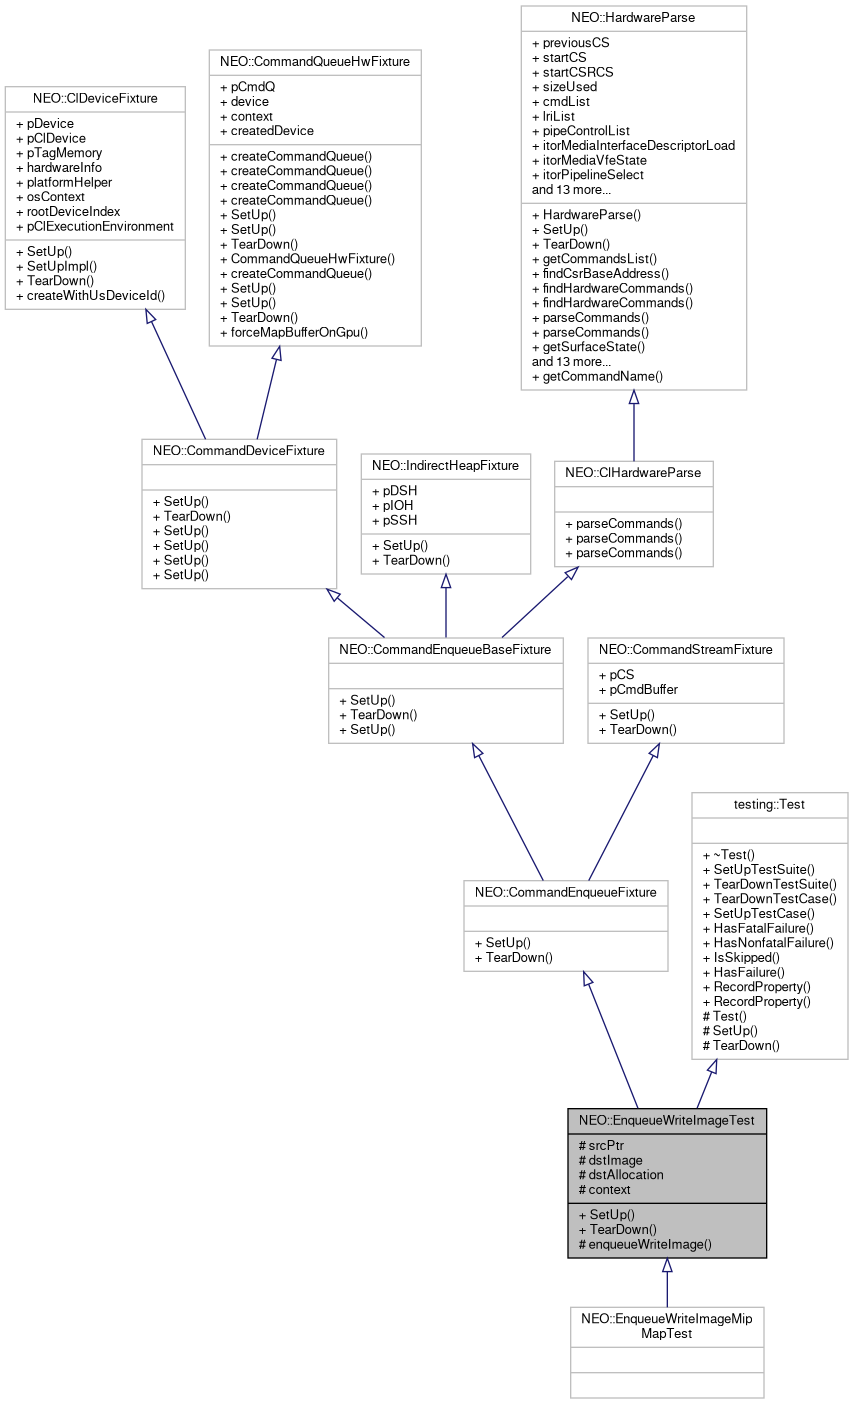 NEO::HardwareParse
+ previousCS
+ startCS
+ startCSRCS
+ sizeUsed
+ cmdList
+ lriList
+ pipeControlList
+ itorMediaInterfaceDescriptorLoad
+ itorMediaVfeState
+ itorPipelineSelect
and 13 more...
+ HardwareParse()
+ SetUp()
+ TearDown()
+ getCommandsList()
+ findCsrBaseAddress()
+ findHardwareCommands()
+ findHardwareCommands()
+ parseCommands()
+ parseCommands()
+ getSurfaceState()
and 13 more...
+ getCommandName()
NEO::CommandQueueHwFixture
+ pCmdQ
+ device
+ context
+ createdDevice
+ createCommandQueue()
+ createCommandQueue()
+ createCommandQueue()
+ createCommandQueue()
+ SetUp()
+ SetUp()
+ TearDown()
+ CommandQueueHwFixture()
+ createCommandQueue()
+ SetUp()
+ SetUp()
+ TearDown()
+ forceMapBufferOnGpu()
NEO::ClDeviceFixture
+ pDevice
+ pClDevice
+ pTagMemory
+ hardwareInfo
+ platformHelper
+ osContext
+ rootDeviceIndex
+ pClExecutionEnvironment
+ SetUp()
+ SetUpImpl()
+ TearDown()
+ createWithUsDeviceId()
NEO::CommandDeviceFixture
+ SetUp()
+ TearDown()
+ SetUp()
+ SetUp()
+ SetUp()
+ SetUp()
NEO::IndirectHeapFixture
+ pDSH
+ pIOH
+ pSSH
+ SetUp()
+ TearDown()
NEO::ClHardwareParse
+ parseCommands()
+ parseCommands()
+ parseCommands()
NEO::CommandEnqueueBaseFixture
+ SetUp()
+ TearDown()
+ SetUp()
NEO::CommandStreamFixture
+ pCS
+ pCmdBuffer
+ SetUp()
+ TearDown()
testing::Test
+ ~Test()
+ SetUpTestSuite()
+ TearDownTestSuite()
+ TearDownTestCase()
+ SetUpTestCase()
+ HasFatalFailure()
+ HasNonfatalFailure()
+ IsSkipped()
+ HasFailure()
+ RecordProperty()
+ RecordProperty()
# Test()
# SetUp()
# TearDown()
NEO::CommandEnqueueFixture
+ SetUp()
+ TearDown()
NEO::EnqueueWriteImageTest
# srcPtr
# dstImage
# dstAllocation
# context
+ SetUp()
+ TearDown()
# enqueueWriteImage()
NEO::EnqueueWriteImageMip
MapTest